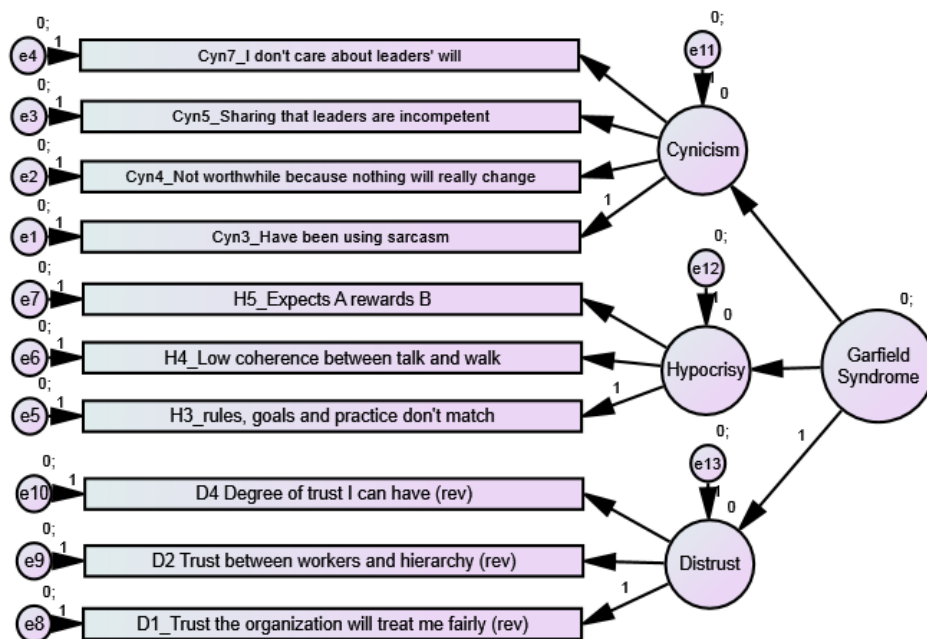 0;
e4
1
Cyn7_I don't care about leaders' will
0;
e3
1
Cyn5_Sharing that leaders are incompetent
0;
e2
1
Cyn4_Not worthwhile because nothing will really change
0;
e1
1
Cyn3_Have been using sarcasm
1
0;
e11
1
0
Cynicism
0;
e7
1
H5_Expects A rewards B
0;
e6
1
H4_Low coherence between talk and walk
0;
e5
1
H3_rules, goals and practice don't match
1
0;
e12
1
0
Hypocrisy
0;
Garfield
Syndrome
1
0;
e10
1
D4 Degree of trust I can have (rev)
0;
e9
1
D2 Trust between workers and hierarchy (rev)
0;
e8
1
D1_Trust the organization will treat me fairly (rev)
1
0;
e13
1
0
Distrust